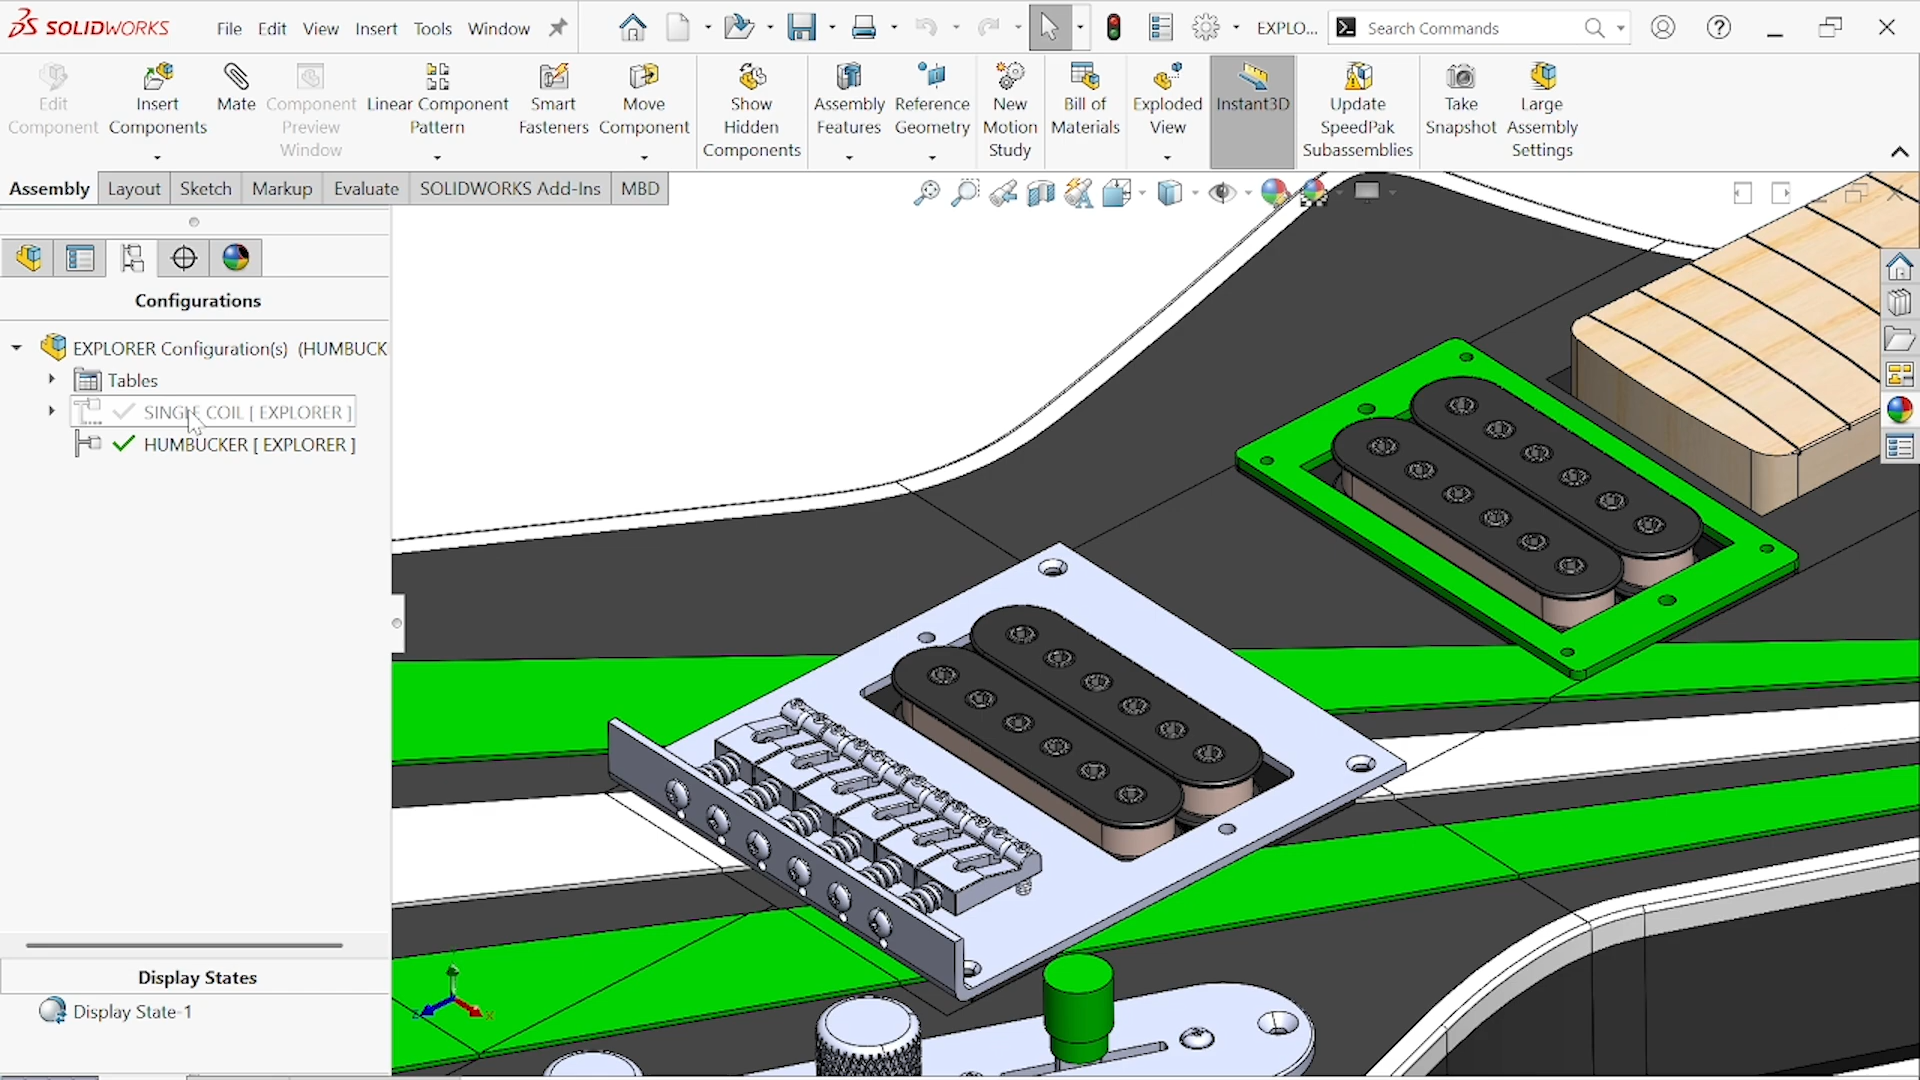 SOLIDWORKS File Edit View Insert Tools Window EXPLO... Search Commands
Edit Component
Insert Components
Mate
Component Preview Window
Linear Component Pattern
Smart Fasteners
Move Component
Show Hidden Components
Assembly Features
Reference Geometry
New Motion Study
Bill of Materials
Exploded View
Instant3D
Update SpeedPak Subassemblies
Take Snapshot
Large Assembly Settings
Assembly Layout Sketch Markup Evaluate SOLIDWORKS Add-Ins MBD
Configurations
EXPLORER Configuration(s) (HUMBUCK
Tables
SINGLE COIL [ EXPLORER ]
HUMBUCKER [ EXPLORER ]
Display States
Display State-1